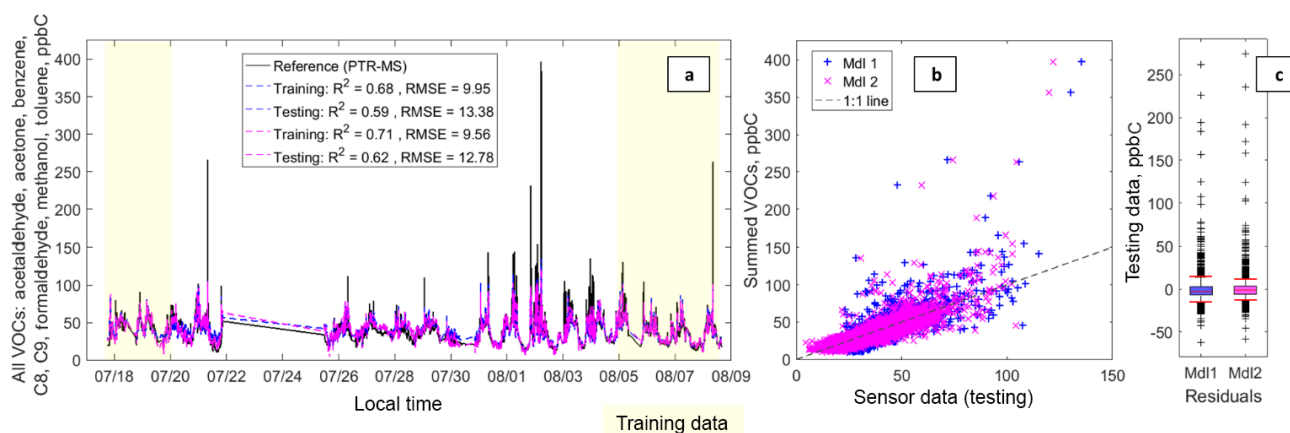 All VOCs: acetaldehyde, acetone, benzene,
C8, C9, formaldehyde, methanol, toluene, ppbC
400
350
300
250
200
150
100
50
0
Reference (PTR-MS)
Training: R² = 0.68 , RMSE = 9.95
Testing: R² = 0.59 , RMSE = 13.38
Training: R² = 0.71 , RMSE = 9.56
Testing: R² = 0.62 , RMSE = 12.78
a
07/18 07/20 07/22 07/24 07/26 07/28 07/30 08/01 08/03 08/05 08/07 08/09
Local time
Training data
Summed VOCs, ppbC
400
350
300
250
200
150
100
50
0
Mdl 1
Mdl 2
1:1 line
b
0 50 100 150
Sensor data (testing)
Testing data, ppbC
250
200
150
100
50
0
-50
c
Mdl1 Mdl2
Residuals